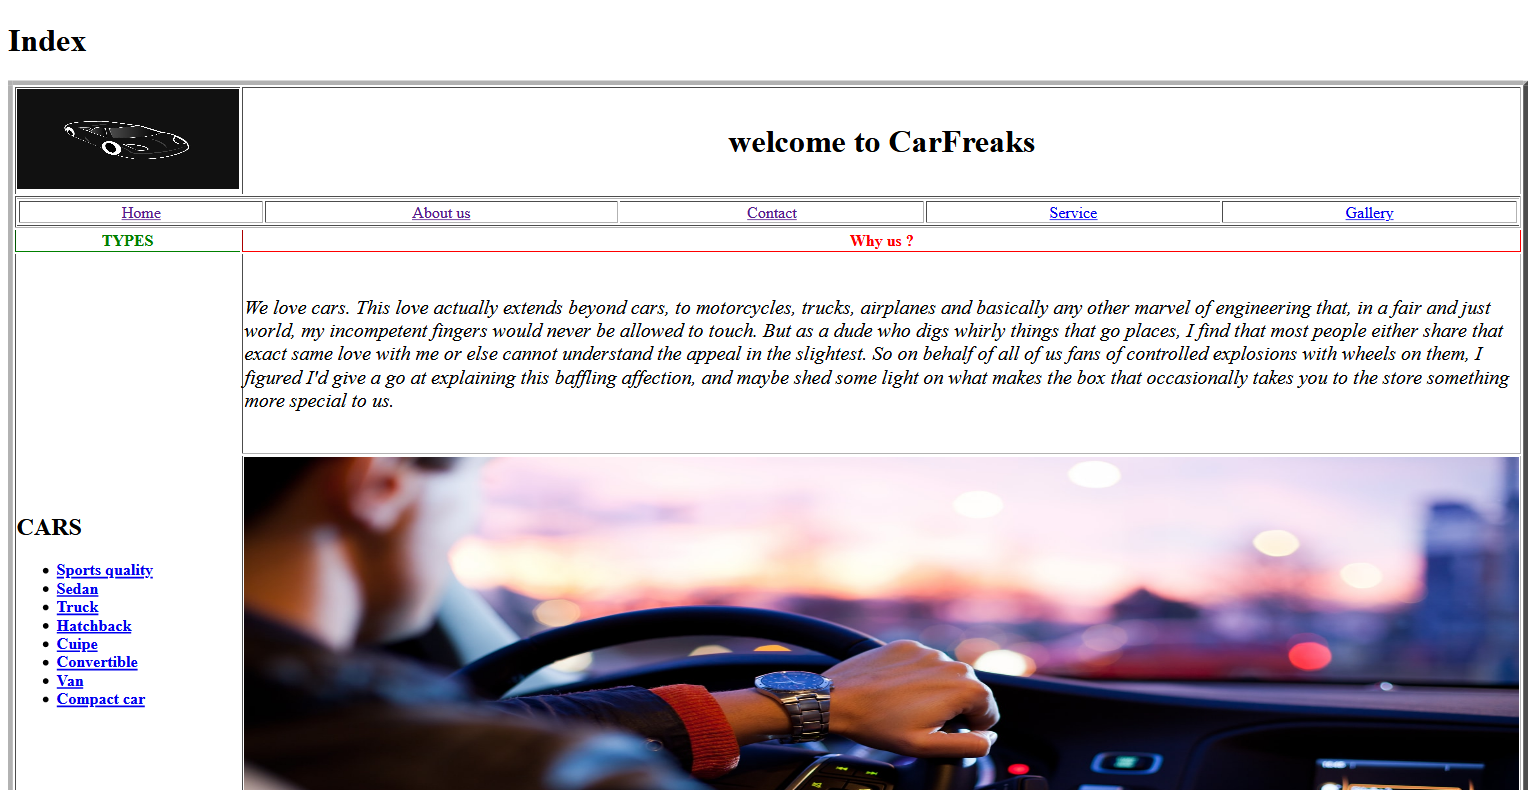 Index
welcome to CarFreaks
Home About us Contact Service Gallery
TYPES Why us ?
We love cars. This love actually extends beyond cars, to motorcycles, trucks, airplanes and basically any other marvel of engineering that, in a fair and just
world, my incompetent fingers would never be allowed to touch. But as a dude who digs whirly things that go places, I find that most people either share that
exact same love with me or else cannot understand the appeal in the slightest. So on behalf of all of us fans of controlled explosions with wheels on them, I
figured I'd give a go at explaining this baffling affection, and maybe shed some light on what makes the box that occasionally takes you to the store something
more special to us.
CARS
Sports quality
Sedan
Truck
Hatchback
Cuipe
Convertible
Van
Compact car